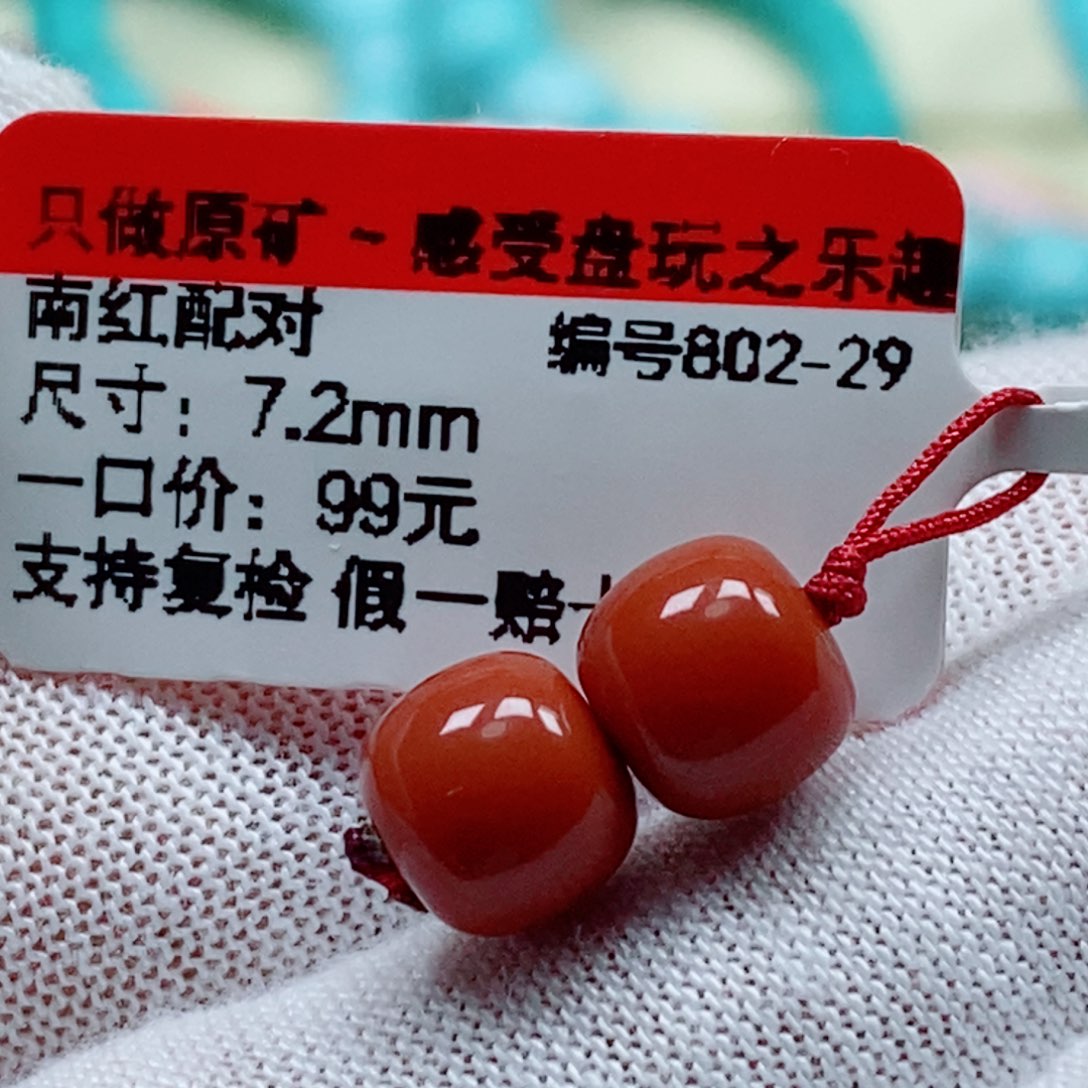 只做原矿~感受盘玩之乐趣
南红配对
编号802-29
尺寸：7.2mm
一口价：99元
支持复检 假一赔